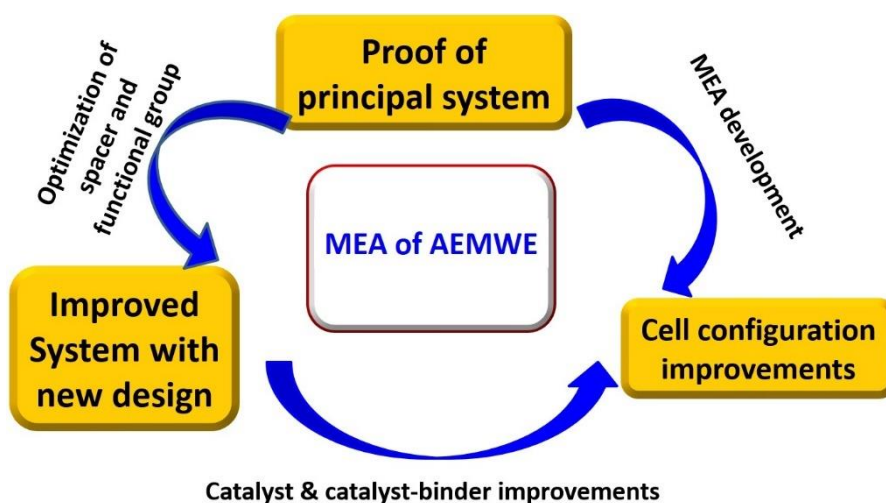 Proof of
principal system
Optimization of
spacer and
functional group
MEA development
MEA of AEMWE
Improved
System with
new design
Cell configuration
improvements
Catalyst & catalyst-binder improvements